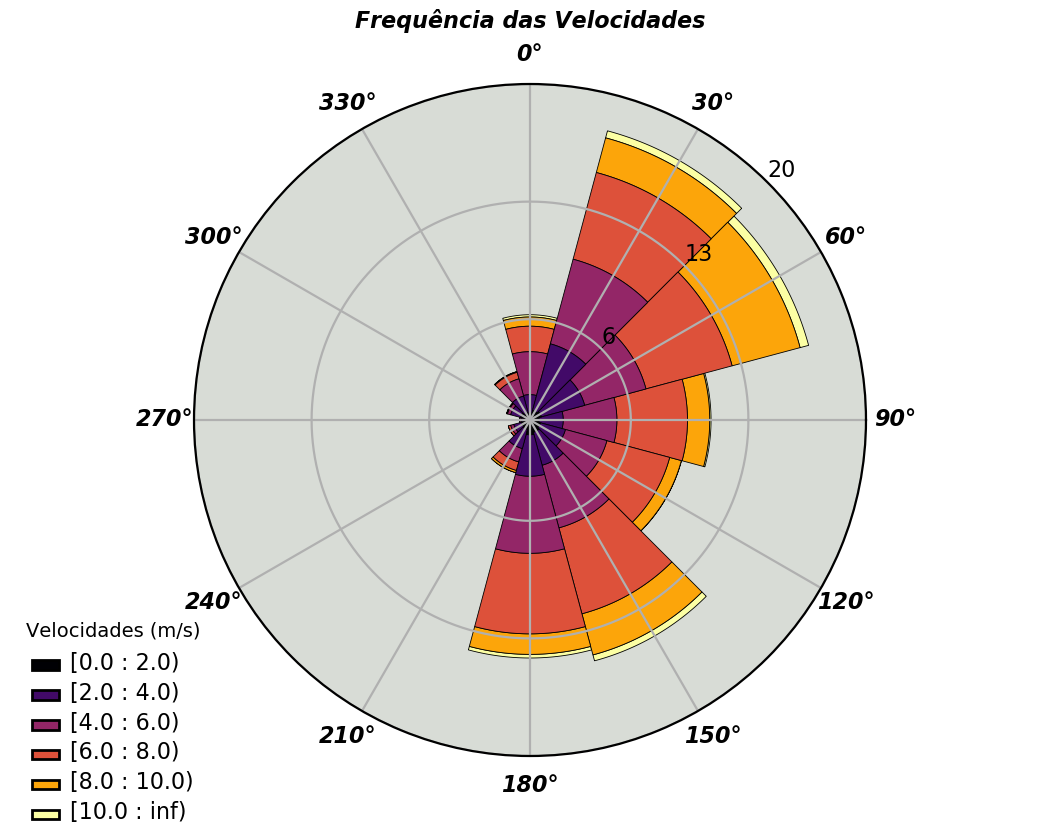 Frequência das Velocidades
0°
330°
30°
20
300°
60°
13
6
270°
90°
240°
120°
210°
150°
180°
Velocidades (m/s)
[0.0 : 2.0)
[2.0 : 4.0)
[4.0 : 6.0)
[6.0 : 8.0)
[8.0 : 10.0)
[10.0 : inf)